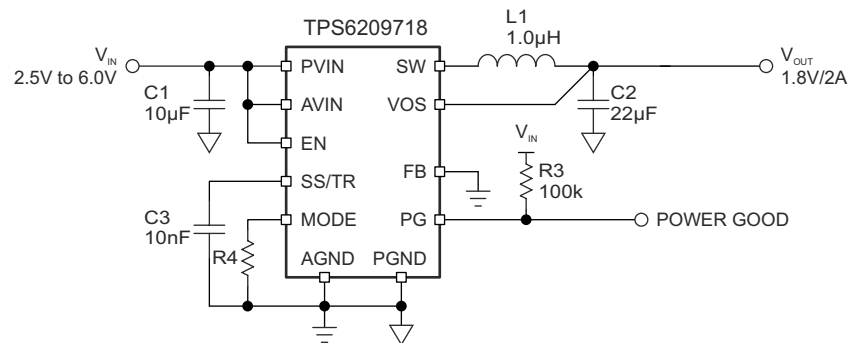 TPS6209718
L1
1.0µH
VIN
2.5V to 6.0V
PVIN
SW
VOUT
1.8V/2A
C1
10µF
AVIN
VOS
C2
22µF
EN
VIN
SS/TR
FB
R3
100k
C3
10nF
MODE
PG
POWER GOOD
R4
AGND
PGND